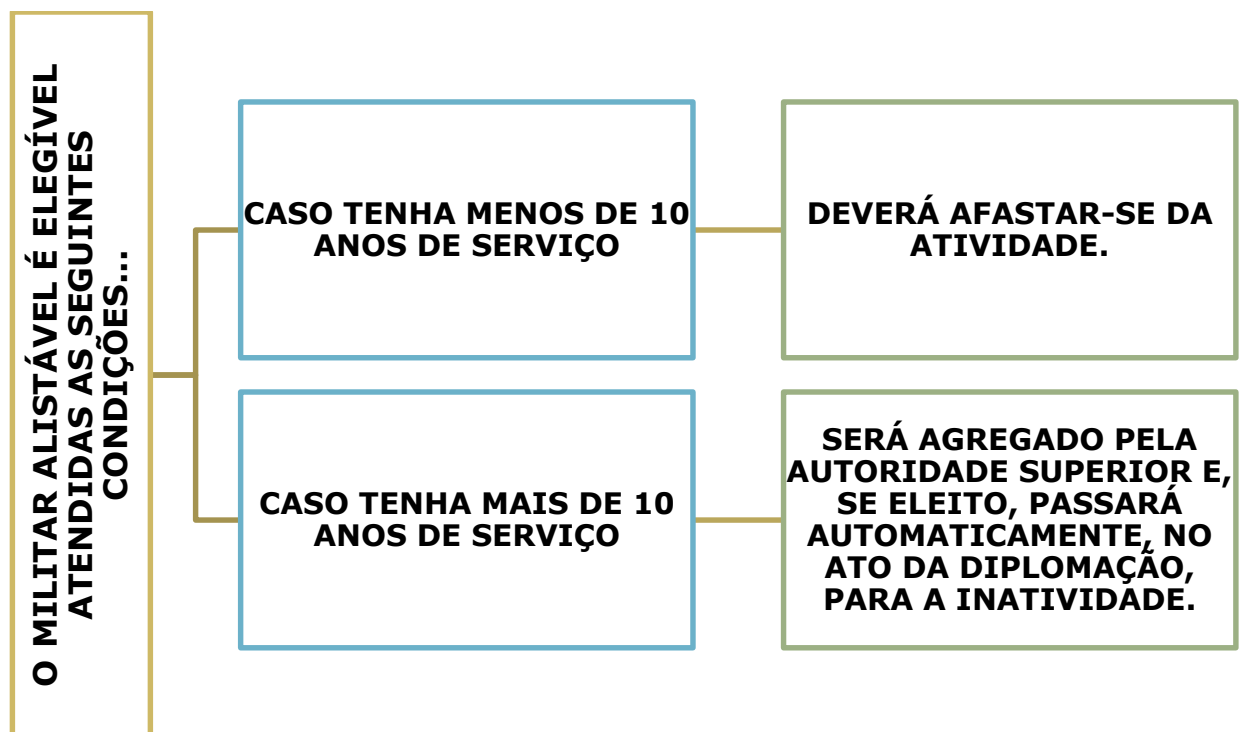 O MILITAR ALISTÁVEL É ELEGÍVEL
ATENDIDAS AS SEGUINTES
CONDIÇÕES...
CASO TENHA MENOS DE 10
ANOS DE SERVIÇO
DEVERÁ AFASTAR-SE DA
ATIVIDADE.
CASO TENHA MAIS DE 10
ANOS DE SERVIÇO
SERÁ AGREGADO PELA
AUTORIDADE SUPERIOR E,
SE ELEITO, PASSARÁ
AUTOMATICAMENTE, NO
ATO DA DIPLOMAÇÃO,
PARA A INATIVIDADE.